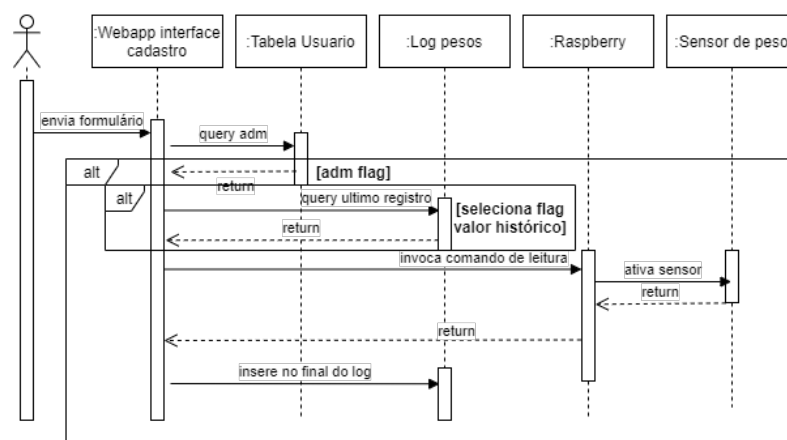 :Webapp interface
cadastro
:Tabela Usuario
:Log pesos
:Raspberry
:Sensor de peso
envia formulário
query adm
alt
[adm flag]
return
alt
query ultimo registro
[seleciona flag
valor histórico]
return
invoca comando de leitura
ativa sensor
return
return
insere no final do log